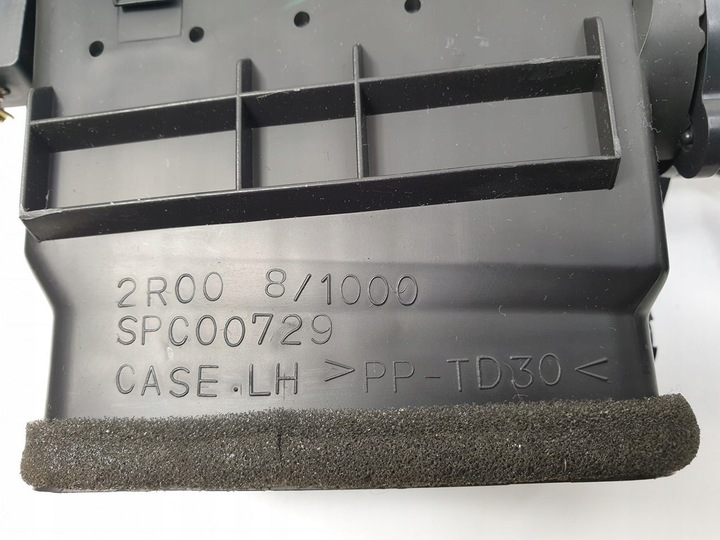 2R00 8/1000
SPC00729
CASE.LH >PP-TD30<